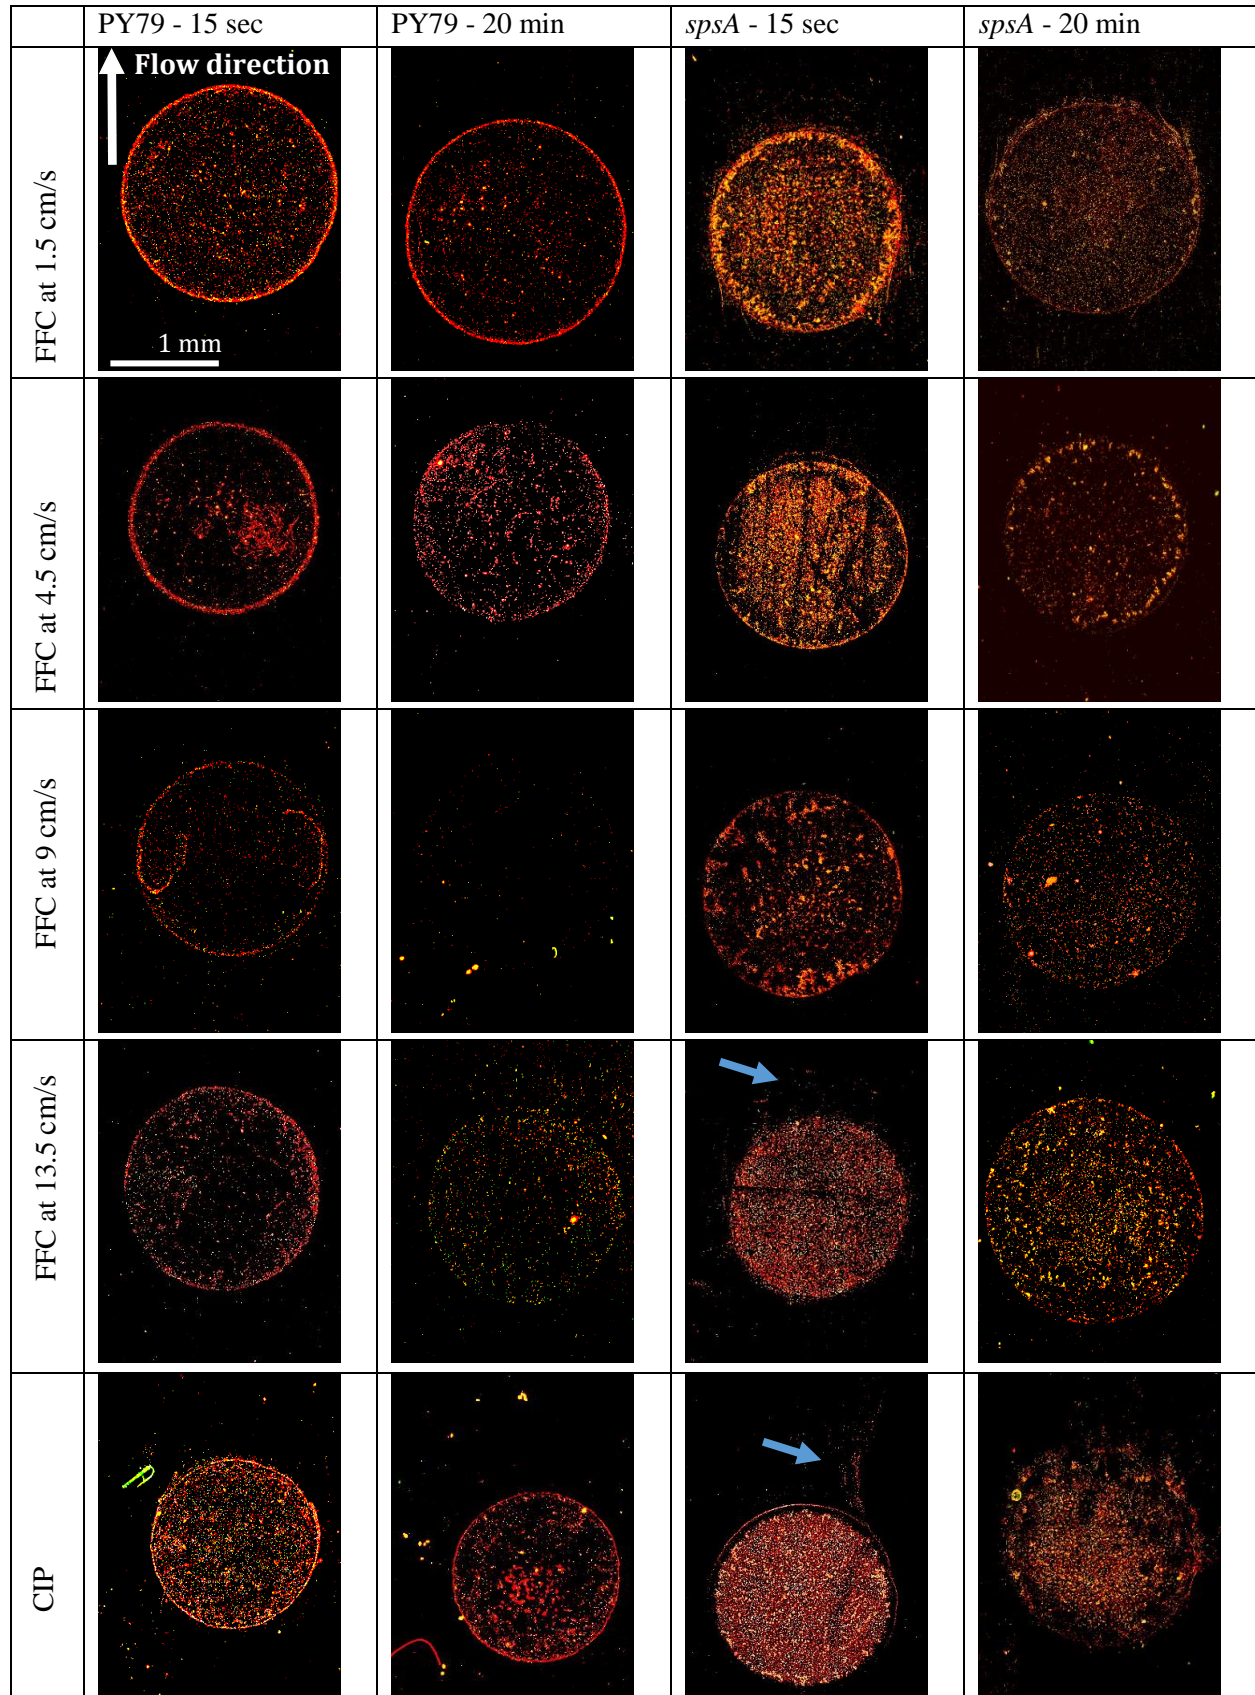 PY79 - 15 sec
PY79 - 20 min
spsA - 15 sec
spsA - 20 min
FFC at 1.5 cm/s
Flow direction
1 mm
FFC at 4.5 cm/s
FFC at 9 cm/s
FFC at 13.5 cm/s
CIP